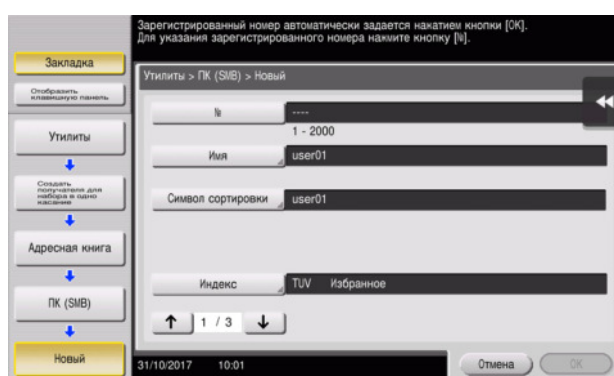 Зарегистрированный номер автоматически задается нажатием кнопки [OK].
Для указания зарегистрированного номера нажмите кнопку [№].
Закладка
Отобразить
клавишную панель
Утилиты
Создать
получателя для
набора в одно
касание
Адресная книга
ПК (SMB)
Новый
Утилиты > ПК (SMB) > Новый
№
----
1 - 2000
Имя
user01
Символ сортировки
user01
Индекс
TUV Избранное
1 / 3
31/10/2017 10:01
Отмена
OK